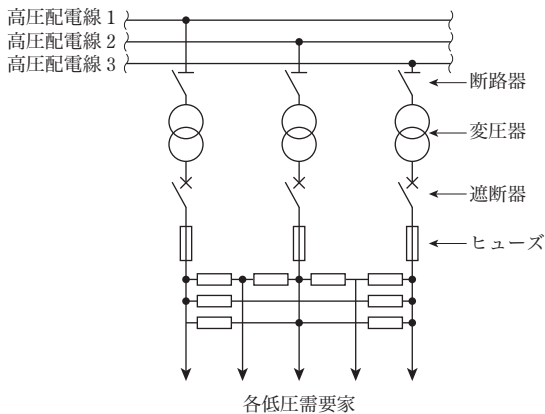 高圧配電線 1
高圧配電線 2
高圧配電線 3
断路器
変圧器
遮断器
ヒューズ
各低圧需要家